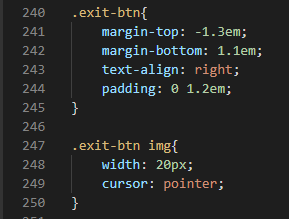 240 .exit-btn{
241     margin-top: -1.3em;
242     margin-bottom: 1.1em;
243     text-align: right;
244     padding: 0 1.2em;
245 }
246
247 .exit-btn img{
248     width: 20px;
249     cursor: pointer;
250 }